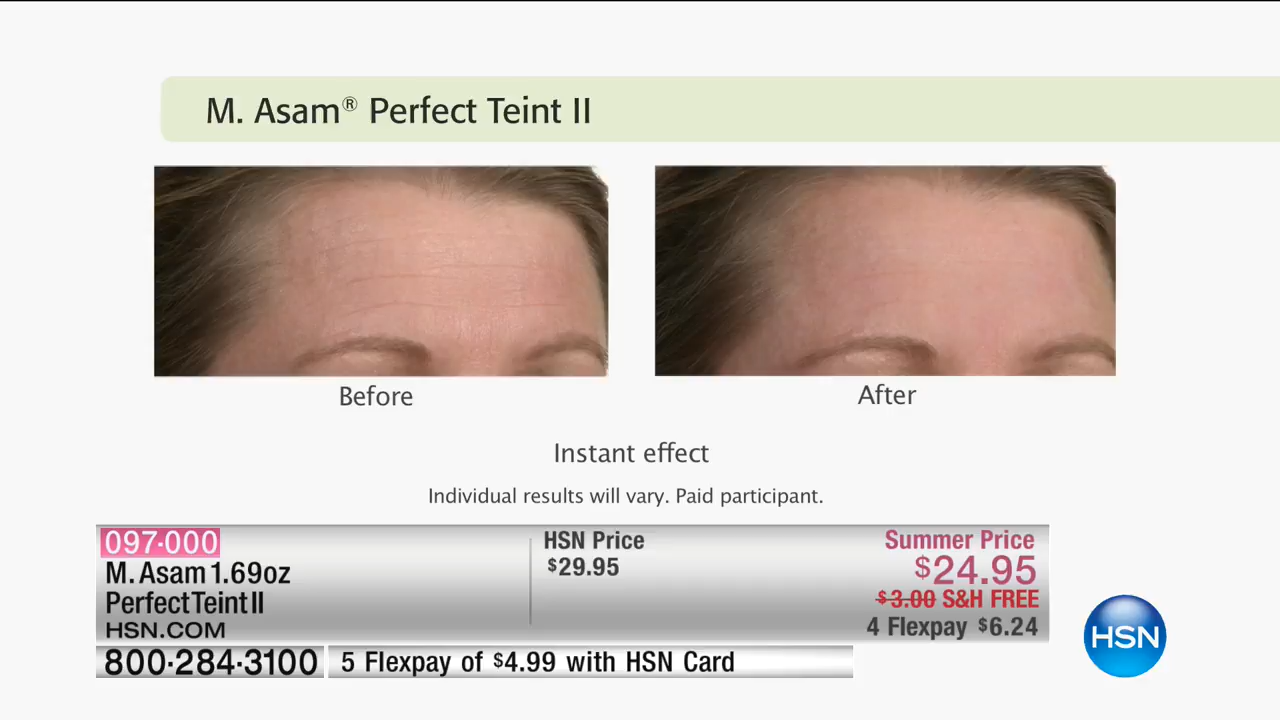 M. Asam® Perfect Teint II
Before
After
Instant effect
Individual results will vary. Paid participant.
097·000
M. Asam 1.69oz
Perfect Teint II
HSN.COM
800·284·3100
HSN Price
$29.95
Summer Price
$24.95
$3.00 S&H FREE
4 Flexpay $6.24
5 Flexpay of $4.99 with HSN Card
HSN